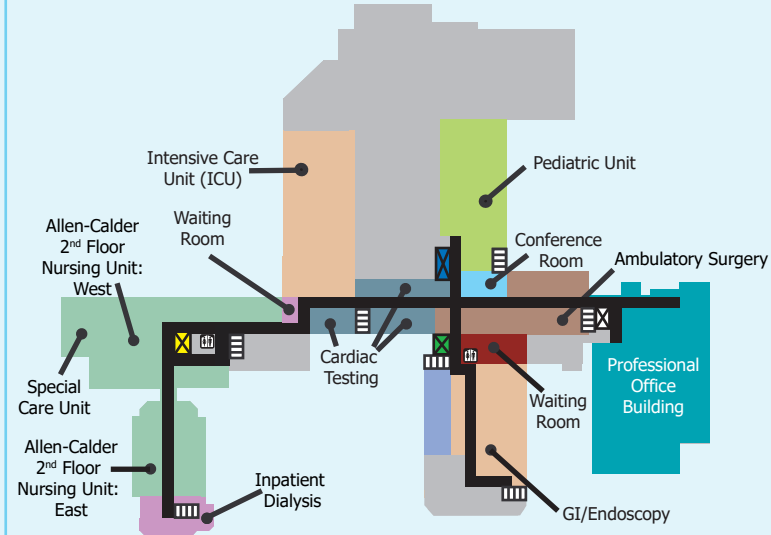 Intensive Care
Unit (ICU)
Pediatric Unit
Waiting
Room
Allen-Calder
2nd Floor
Nursing Unit:
West
Conference
Room
Ambulatory Surgery
Special
Care Unit
Cardiac
Testing
Waiting
Room
Professional
Office
Building
Allen-Calder
2nd Floor
Nursing Unit:
East
Inpatient
Dialysis
GI/Endoscopy